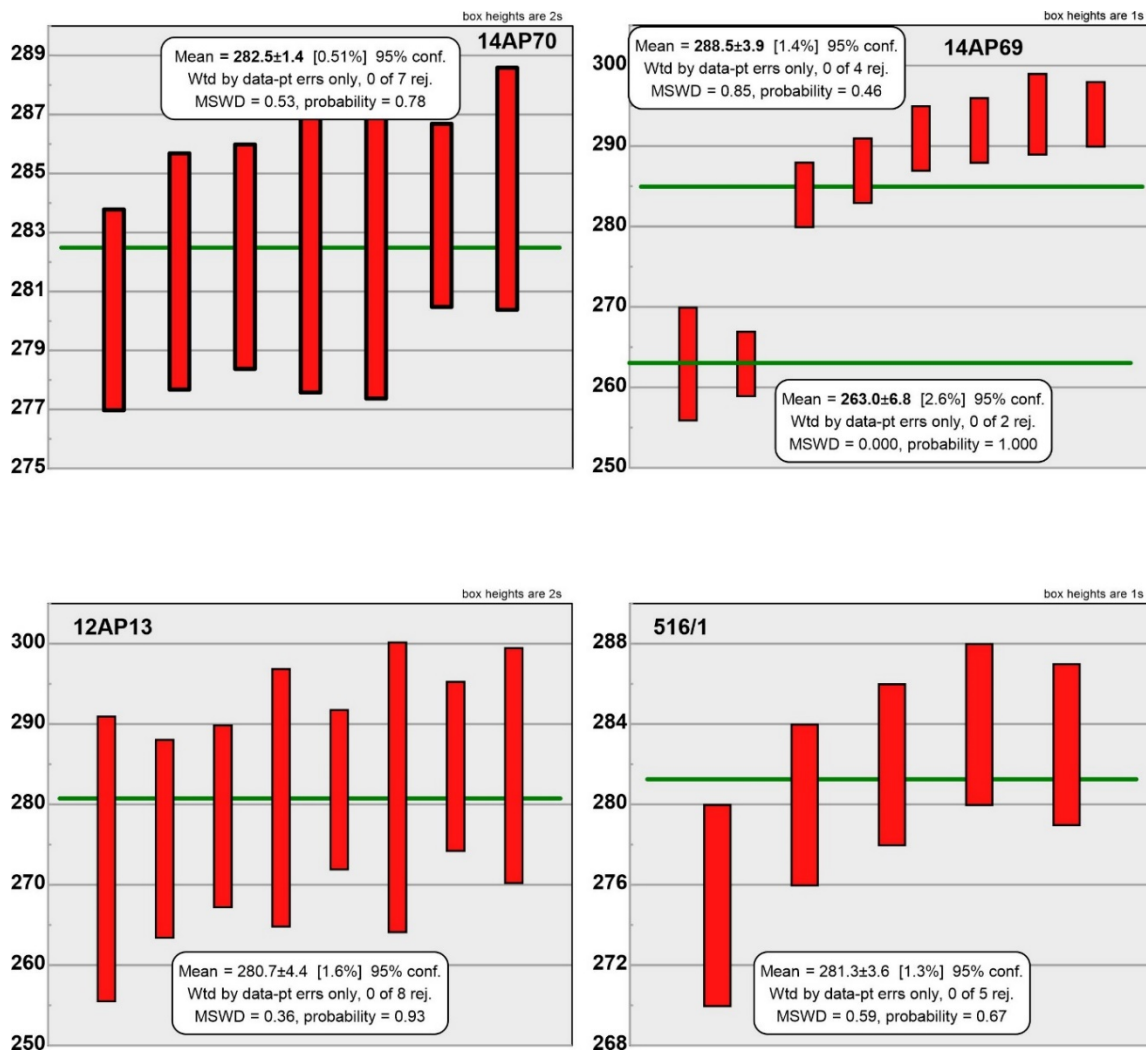 box heights are 2s
14AP70
289
287
285
283
281
279
277
275
Mean = 282.5±1.4 [0.51%] 95% conf.
Wtd by data-pt errs only, 0 of 7 rej.
MSWD = 0.53, probability = 0.78
box heights are 1s
14AP69
300
290
280
270
260
250
Mean = 288.5±3.9 [1.4%] 95% conf.
Wtd by data-pt errs only, 0 of 4 rej.
MSWD = 0.85, probability = 0.46
Mean = 263.0±6.8 [2.6%] 95% conf.
Wtd by data-pt errs only, 0 of 2 rej.
MSWD = 0.000, probability = 1.000
box heights are 2s
12AP13
300
290
280
270
260
250
Mean = 280.7±4.4 [1.6%] 95% conf.
Wtd by data-pt errs only, 0 of 8 rej.
MSWD = 0.36, probability = 0.93
box heights are 1s
516/1
288
284
280
276
272
268
Mean = 281.3±3.6 [1.3%] 95% conf.
Wtd by data-pt errs only, 0 of 5 rej.
MSWD = 0.59, probability = 0.67